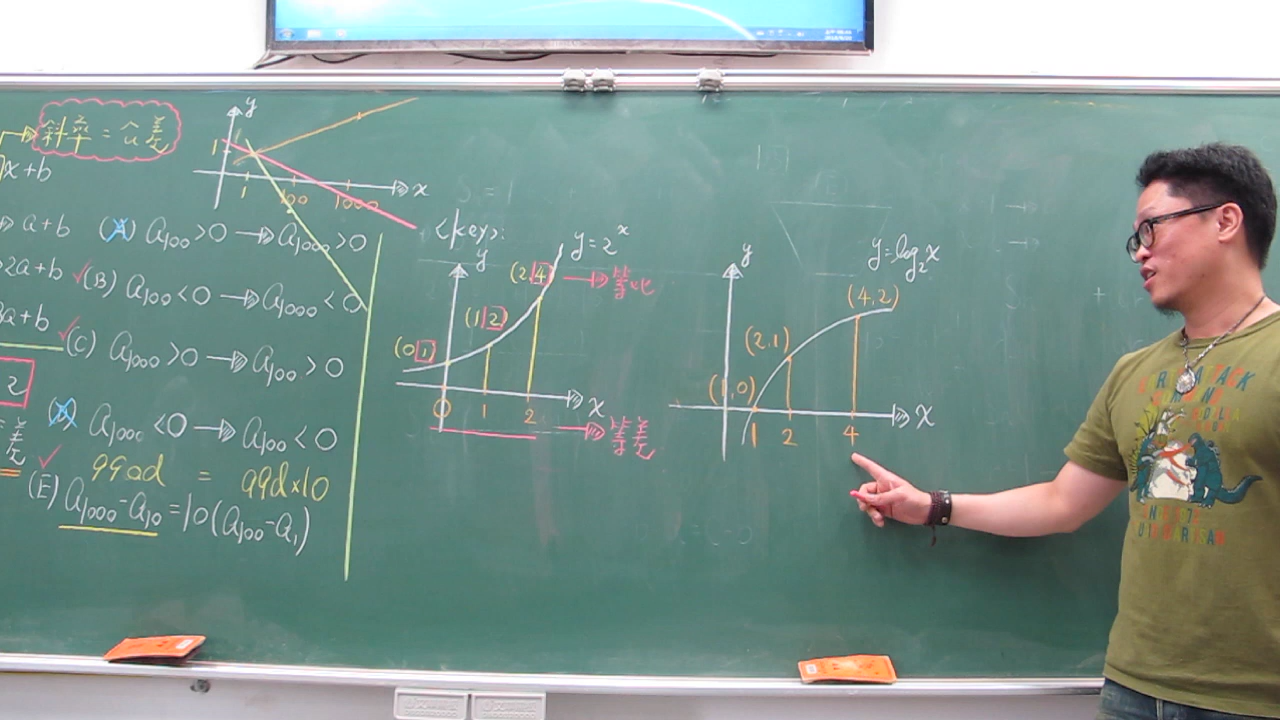 斜率 = 公差
x+b
a+b
2a+b
a+b
2
差
y
1
1 100 1000
x
(A) a₁₀₀>0 → a₁₀₀₀>0
✓(B) a₁₀₀<0 → a₁₀₀₀<0
✓(C) a₁₀₀₀>0 → a₁₀₀>0
(D) a₁₀₀₀<0 → a₁₀₀<0
990d = 99d×10
✓(E) a₁₀₀₀-a₁₀=10(a₁₀₀-a₁)
<key>:
y
y=2ˣ
(2,4) → 等比
(1,2)
(0,1)
0 1 2 x
→ 等差
y
y=log₂x
(4,2)
(2,1)
(1,0)
1 2 4 x